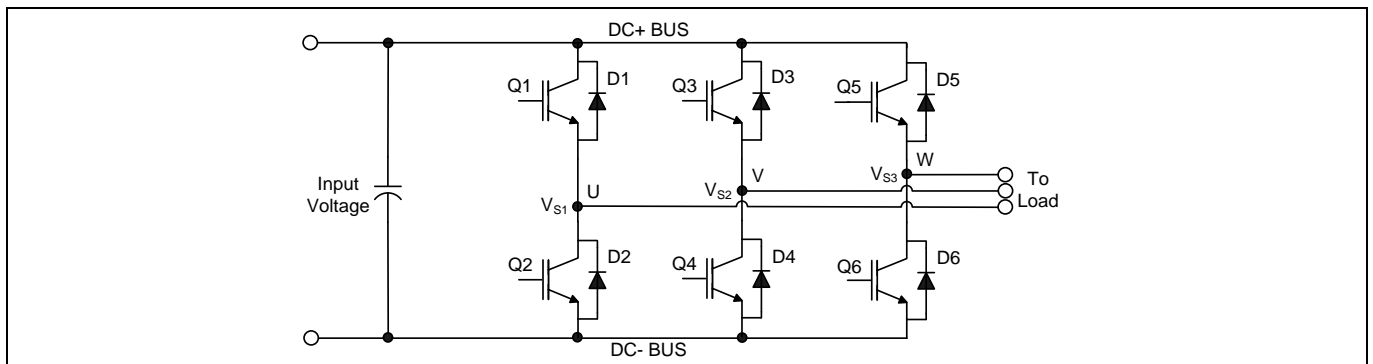 DC+ BUS
Q1
D1
Q3
D3
Q5
D5
Input
Voltage
VS1
U
VS2
V
VS3
W
To
Load
Q2
D2
Q4
D4
Q6
D6
DC- BUS